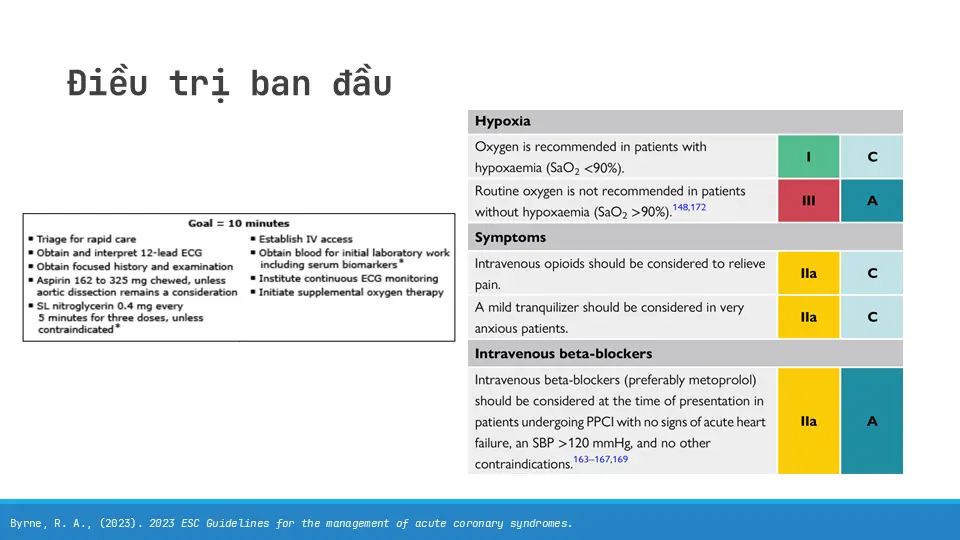 Điều trị ban đầu
Goal = 10 minutes
▪ Triage for rapid care
▪ Obtain and interpret 12-lead ECG
▪ Obtain focused history and examination
▪ Aspirin 162 to 325 mg chewed, unless
aortic dissection remains a consideration
▪ SL nitroglycerin 0.4 mg every
5 minutes for three doses, unless
contraindicated*
▪ Establish IV access
▪ Obtain blood for initial laboratory work
including serum biomarkers*
▪ Institute continuous ECG monitoring
▪ Initiate supplemental oxygen therapy
Hypoxia
Oxygen is recommended in patients with
hypoxaemia (SaO₂ <90%).
I
C
Routine oxygen is not recommended in patients
without hypoxaemia (SaO₂ >90%).148,172
III
A
Symptoms
Intravenous opioids should be considered to relieve
pain.
IIa
C
A mild tranquilizer should be considered in very
anxious patients.
IIa
C
Intravenous beta-blockers
Intravenous beta-blockers (preferably metoprolol)
should be considered at the time of presentation in
patients undergoing PPCI with no signs of acute heart
failure, an SBP >120 mmHg, and no other
contraindications.163–167,169
IIa
A
Byrne, R. A., (2023). 2023 ESC Guidelines for the management of acute coronary syndromes.